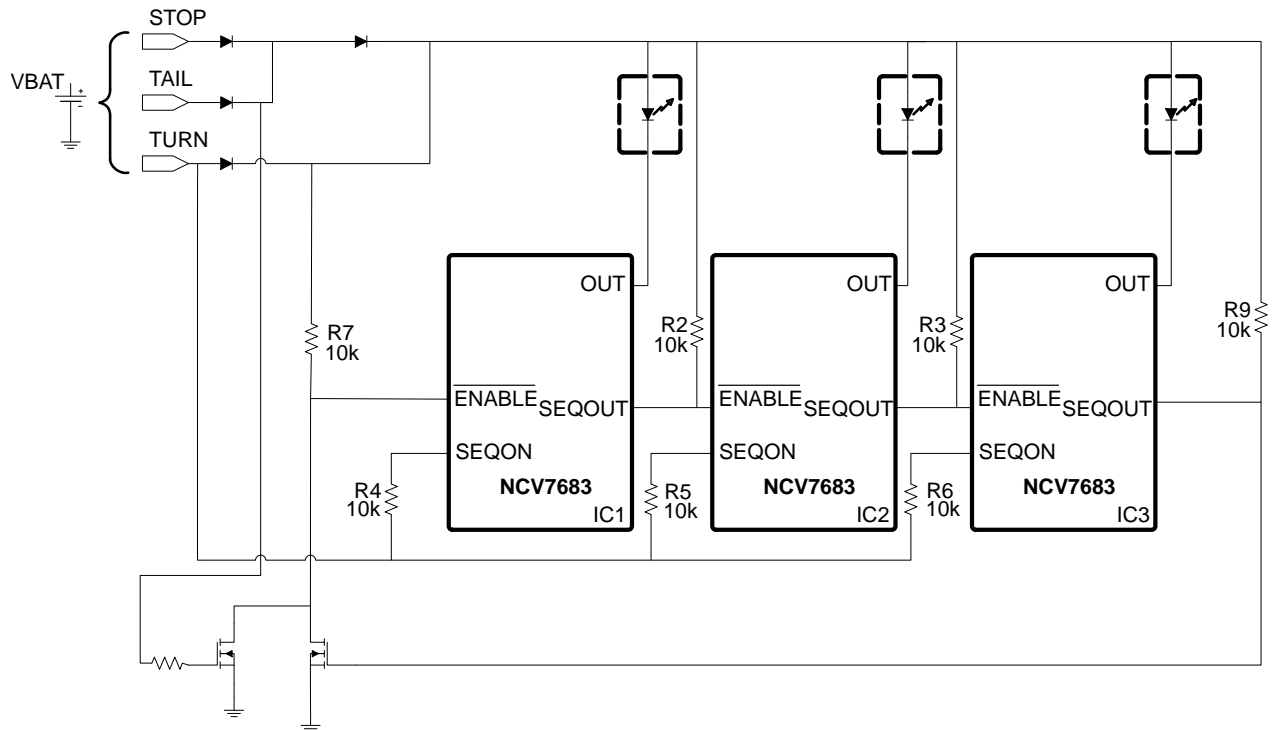 STOP
VBAT
+
-
TAIL
TURN
OUT
OUT
OUT
R7
10k
R2
10k
R3
10k
R9
10k
ENABLE
SEQOUT
ENABLE
SEQOUT
ENABLE
SEQOUT
SEQON
SEQON
SEQON
R4
10k
NCV7683
R5
10k
NCV7683
R6
10k
NCV7683
IC1
IC2
IC3